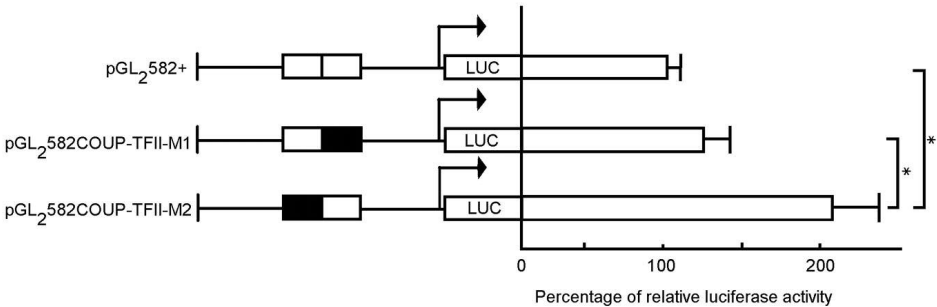 pGL2582+ LUC
pGL2582COUP-TFII-M1 LUC *
pGL2582COUP-TFII-M2 LUC *
0 100 200
Percentage of relative luciferase activity